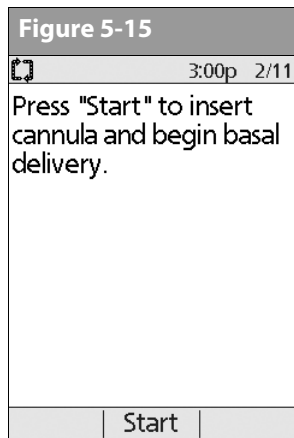 Figure 5-15
3:00p 2/11
Press "Start" to insert
cannula and begin basal
delivery.
Start